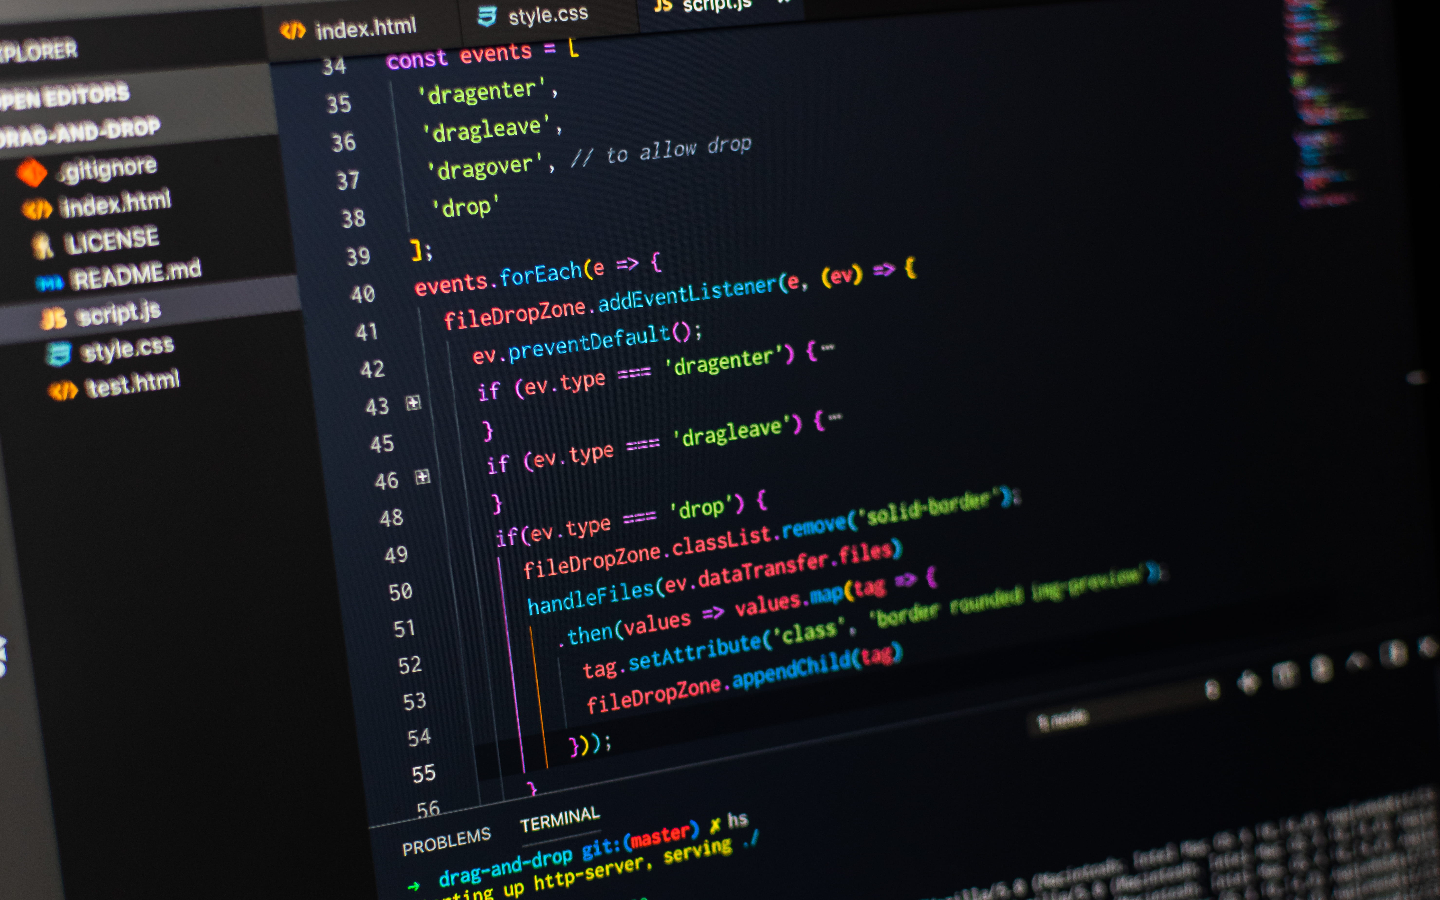 index.html
style.css
JS script.js
EXPLORER
OPEN EDITORS
DRAG-AND-DROP
.gitignore
index.html
LICENSE
README.md
JS script.js
style.css
test.html
34 const events = [
35 'dragenter',
36 'dragleave',
37 'dragover', // to allow drop
38 'drop'
39 ];
40 events.forEach(e => {
41 fileDropZone.addEventListener(e, (ev) => {
42 ev.preventDefault();
43 if (ev.type === 'dragenter') {…
45 }
46 if (ev.type === 'dragleave') {…
48 }
49 if(ev.type === 'drop') {
50 fileDropZone.classList.remove('solid-border');
51 handleFiles(ev.dataTransfer.files)
52 .then(values => values.map(tag => {
53 tag.setAttribute('class', 'border rounded img-preview');
54 fileDropZone.appendChild(tag)
55 }));
56 }
PROBLEMS TERMINAL
node
→ drag-and-drop git:(master) ✗ hs
up http-server, serving ./